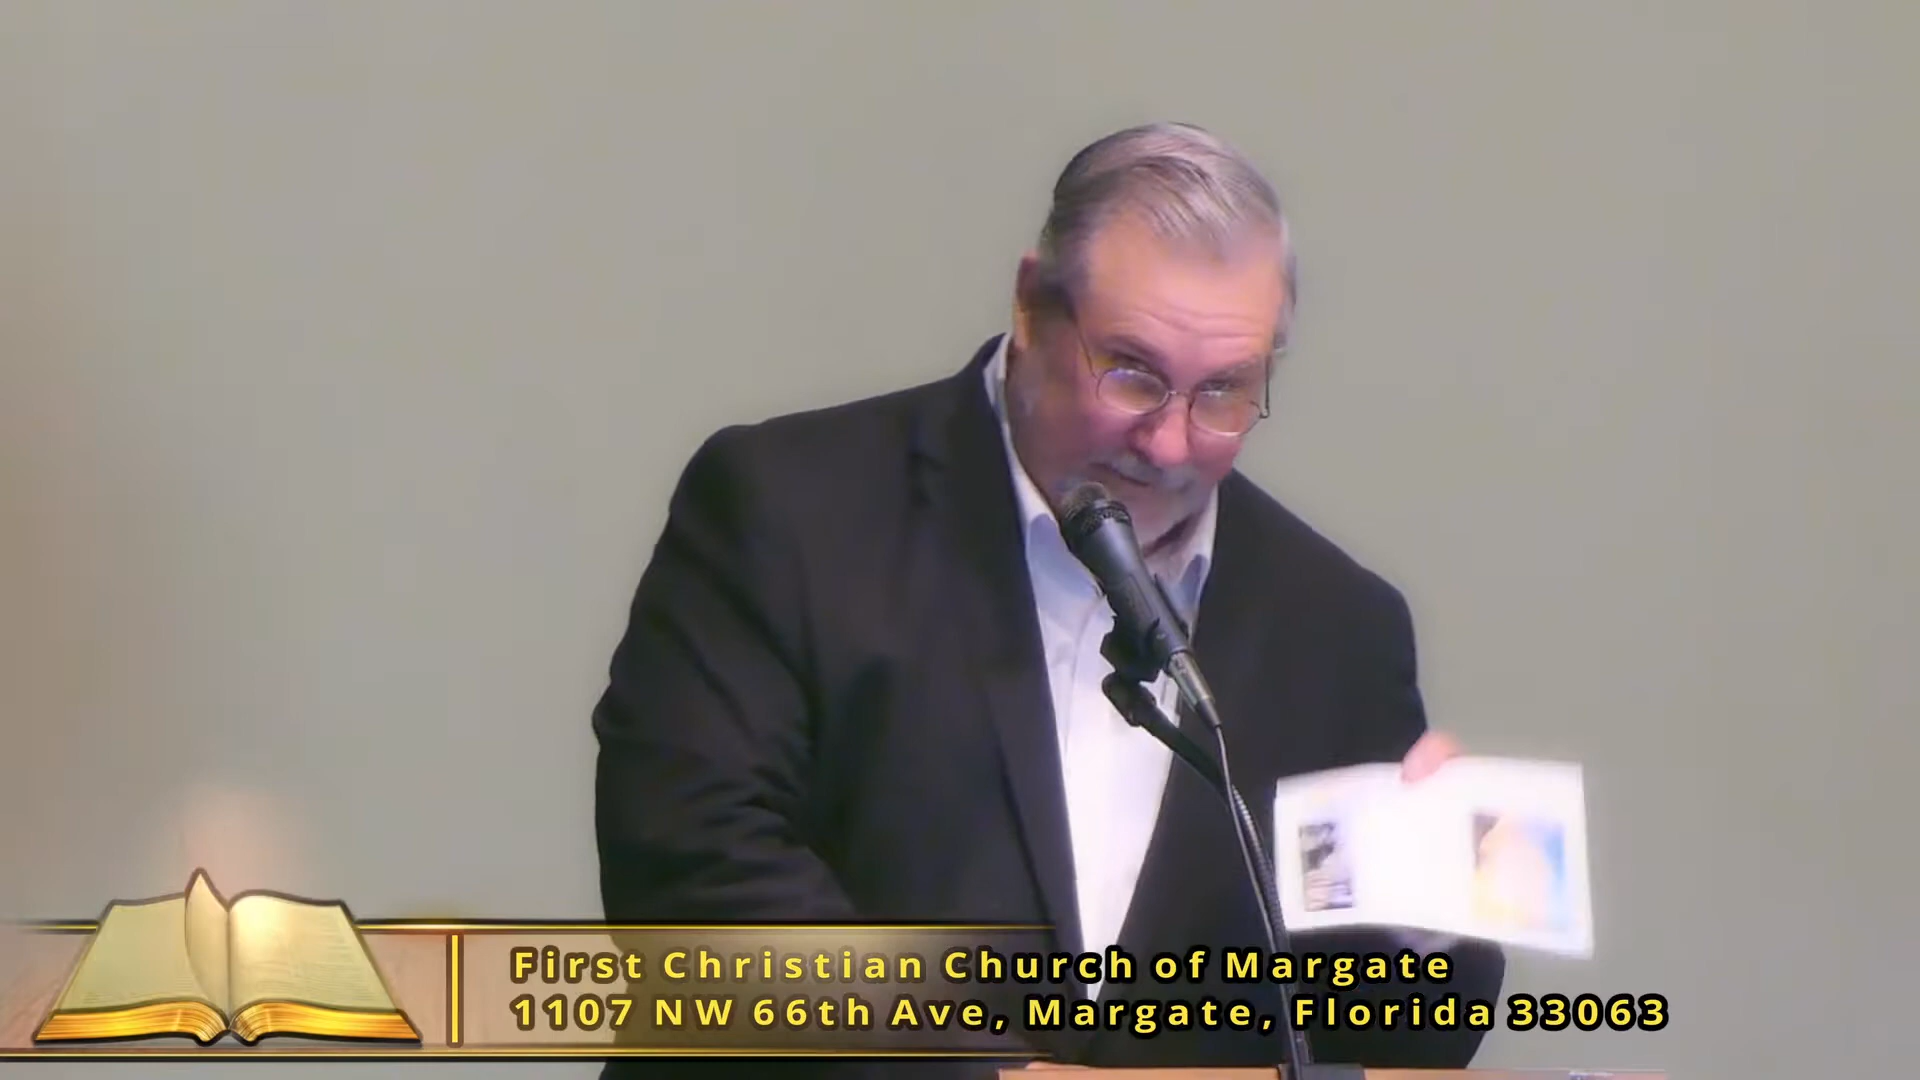 First Christian Church of Margate
1107 NW 66th Ave, Margate, Florida 33063